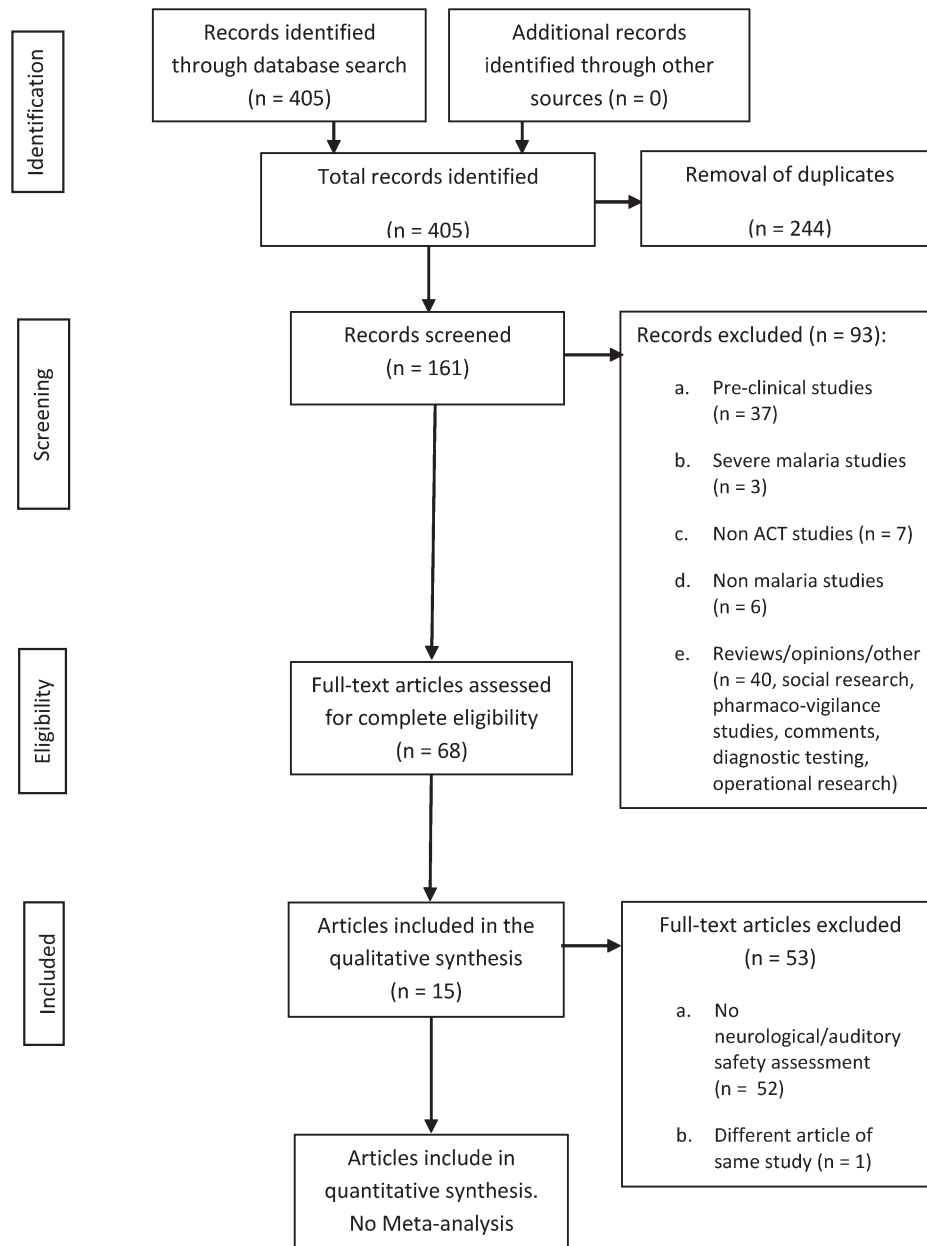 Identification
Records identified
through database search
(n = 405)
Additional records
identified through other
sources (n = 0)
Total records identified
(n = 405)
Removal of duplicates
(n = 244)
Screening
Records screened
(n = 161)
Records excluded (n = 93):
a. Pre-clinical studies
(n = 37)
b. Severe malaria studies
(n = 3)
c. Non ACT studies (n = 7)
d. Non malaria studies
(n = 6)
e. Reviews/opinions/other
(n = 40, social research,
pharmaco-vigilance
studies, comments,
diagnostic testing,
operational research)
Eligibility
Full-text articles assessed
for complete eligibility
(n = 68)
Included
Articles included in the
qualitative synthesis
(n = 15)
Full-text articles excluded
(n = 53)
a. No
neurological/auditory
safety assessment
(n = 52)
b. Different article of
same study (n = 1)
Articles include in
quantitative synthesis.
No Meta-analysis